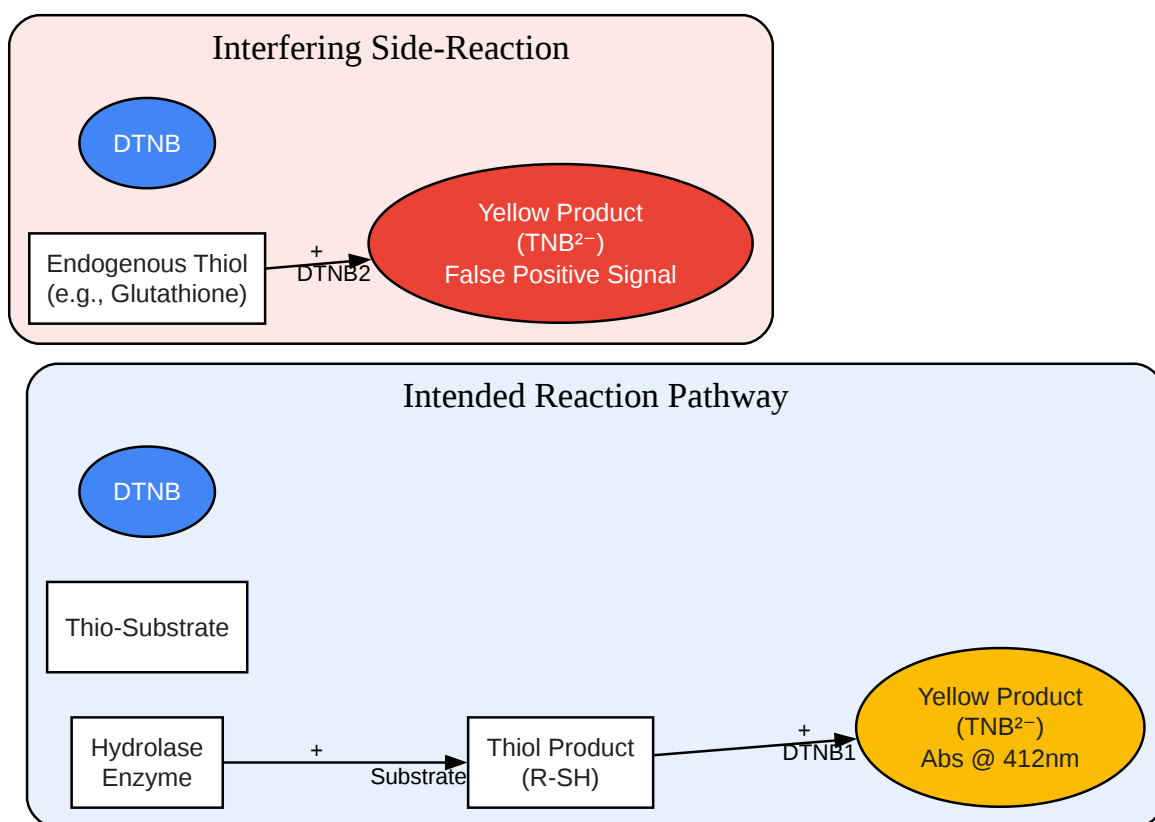 Interfering Side-Reaction
DTNB
Yellow Product
(TNB²⁻)
False Positive Signal
Endogenous Thiol
(e.g., Glutathione)
+
DTNB2
Intended Reaction Pathway
DTNB
Thio-Substrate
Hydrolase
Enzyme
+
Substrate
Thiol Product
(R-SH)
+
DTNB1
Yellow Product
(TNB²⁻)
Abs @ 412nm